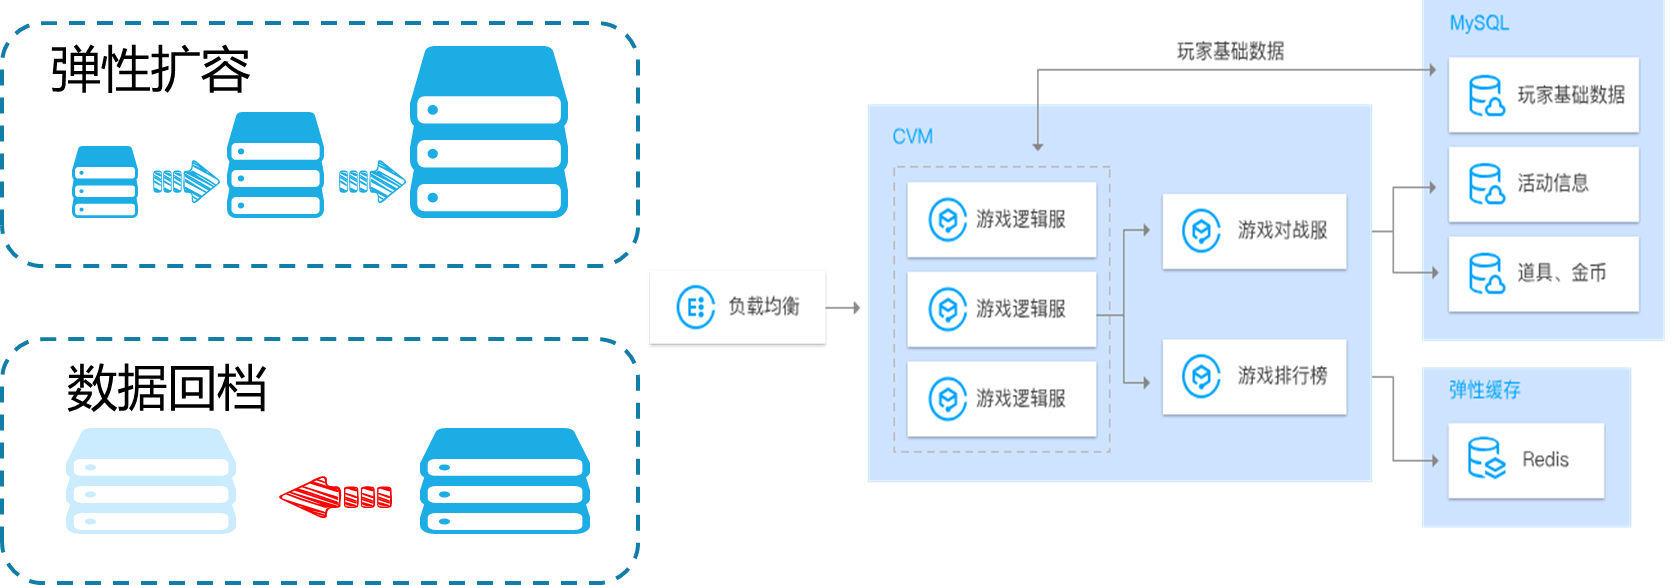 弹性扩容
数据回档
负载均衡
玩家基础数据
CVM
游戏逻辑服
游戏逻辑服
游戏逻辑服
游戏对战服
游戏排行榜
MySQL
玩家基础数据
活动信息
道具、金币
弹性缓存
Redis